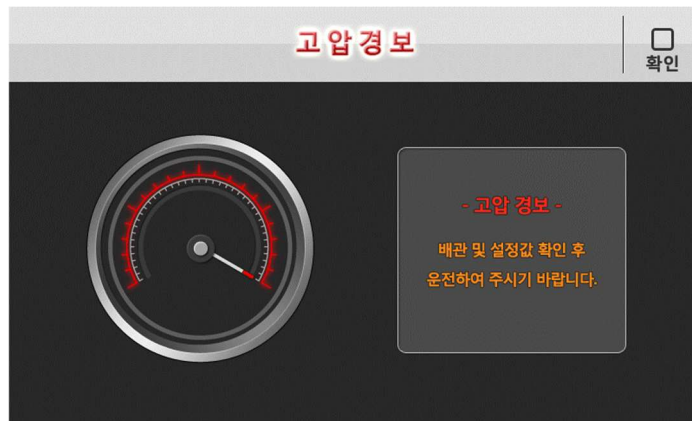 고압경보
확인
- 고압 경보 -
배관 및 설정값 확인 후
운전하여 주시기 바랍니다.